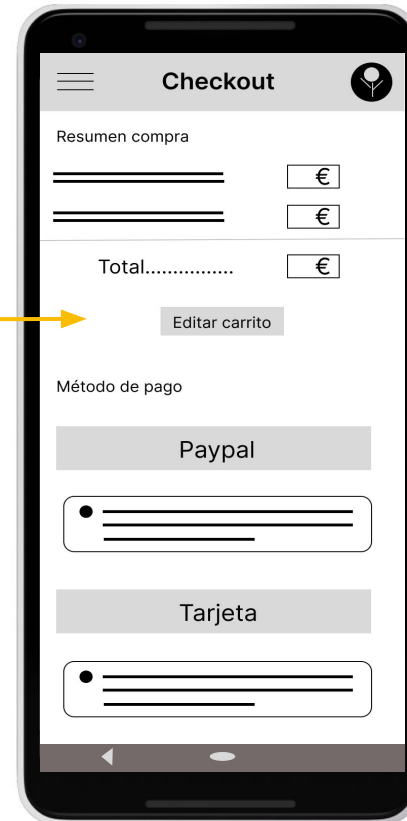 Checkout
Resumen compra
€
€
Total................ €
Editar carrito
Método de pago
Paypal
Tarjeta